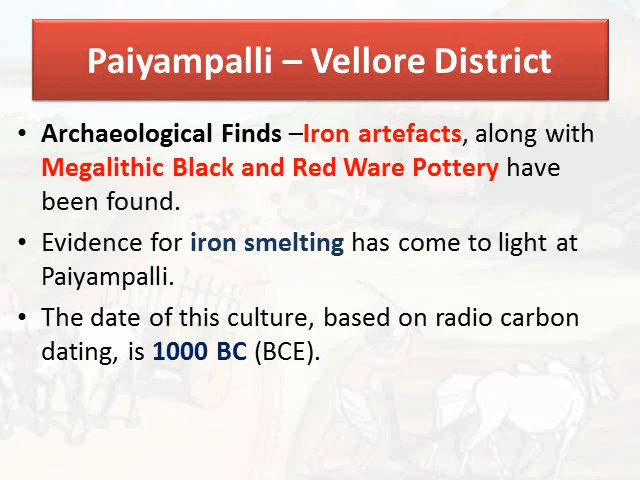 Paiyampalli – Vellore District
• Archaeological Finds –Iron artefacts, along with
Megalithic Black and Red Ware Pottery have
been found.
• Evidence for iron smelting has come to light at
Paiyampalli.
• The date of this culture, based on radio carbon
dating, is 1000 BC (BCE).